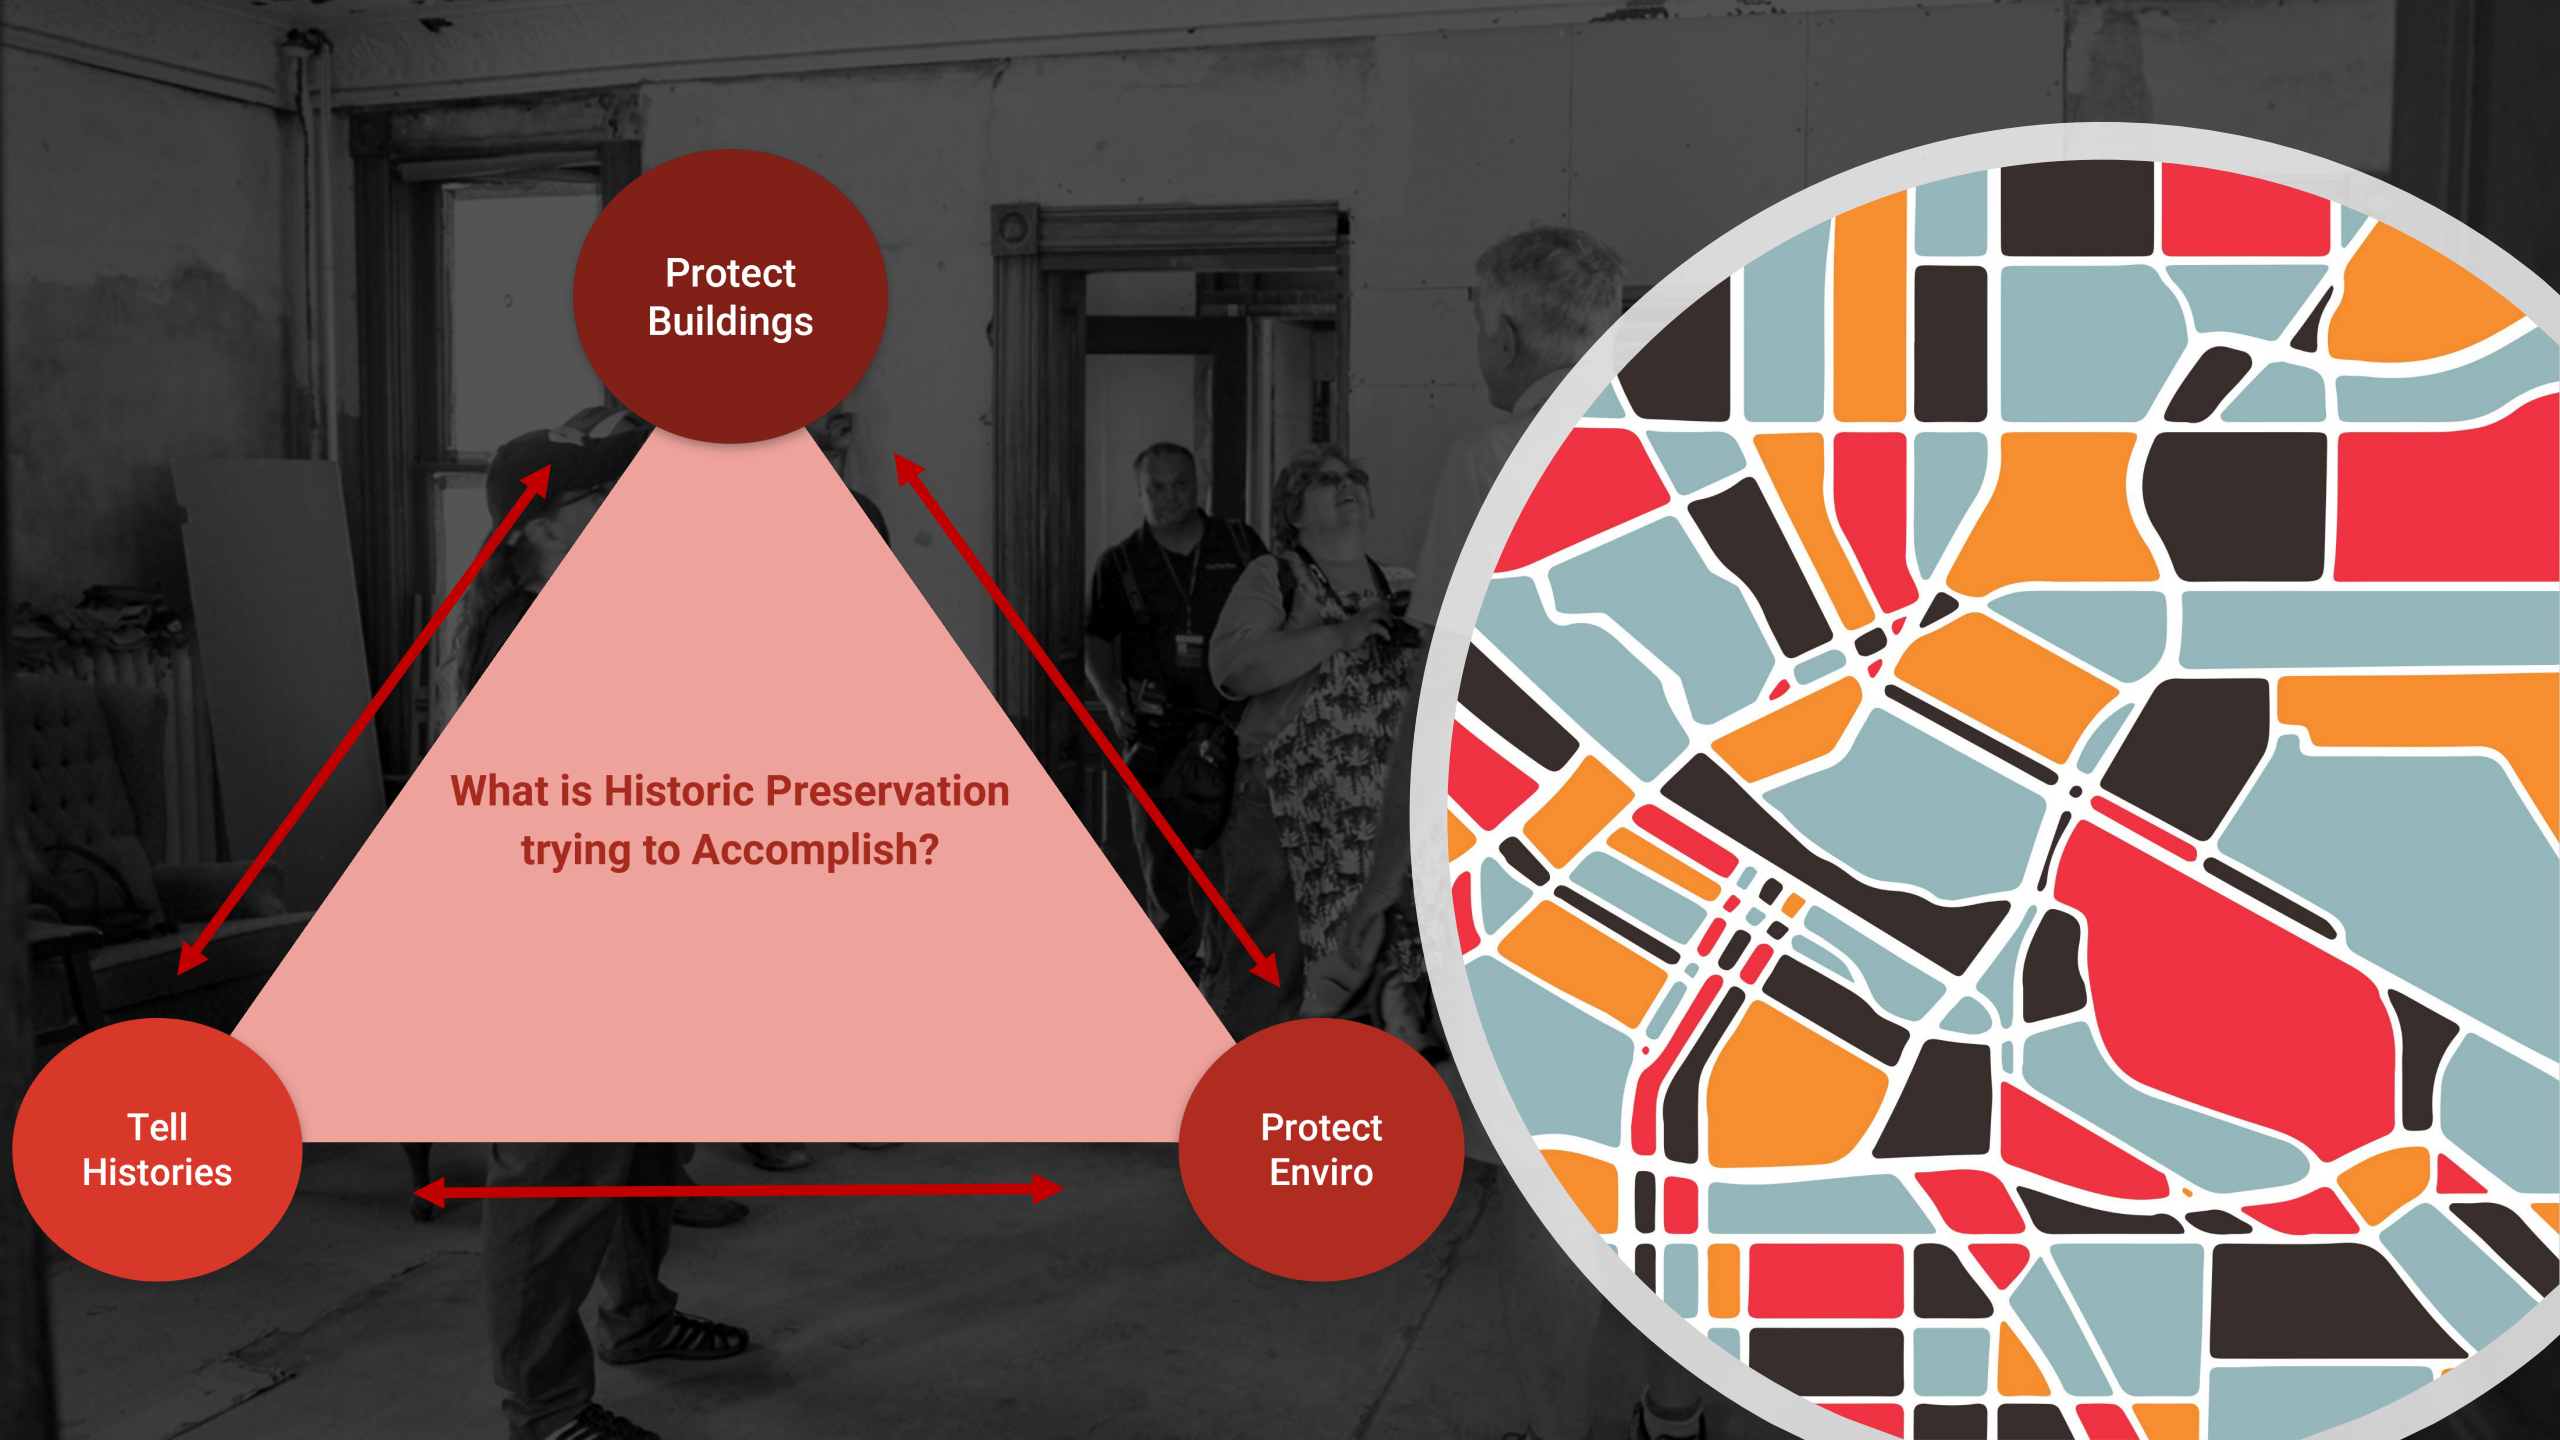 Protect
Buildings
What is Historic Preservation
trying to Accomplish?
Tell
Histories
Protect
Enviro